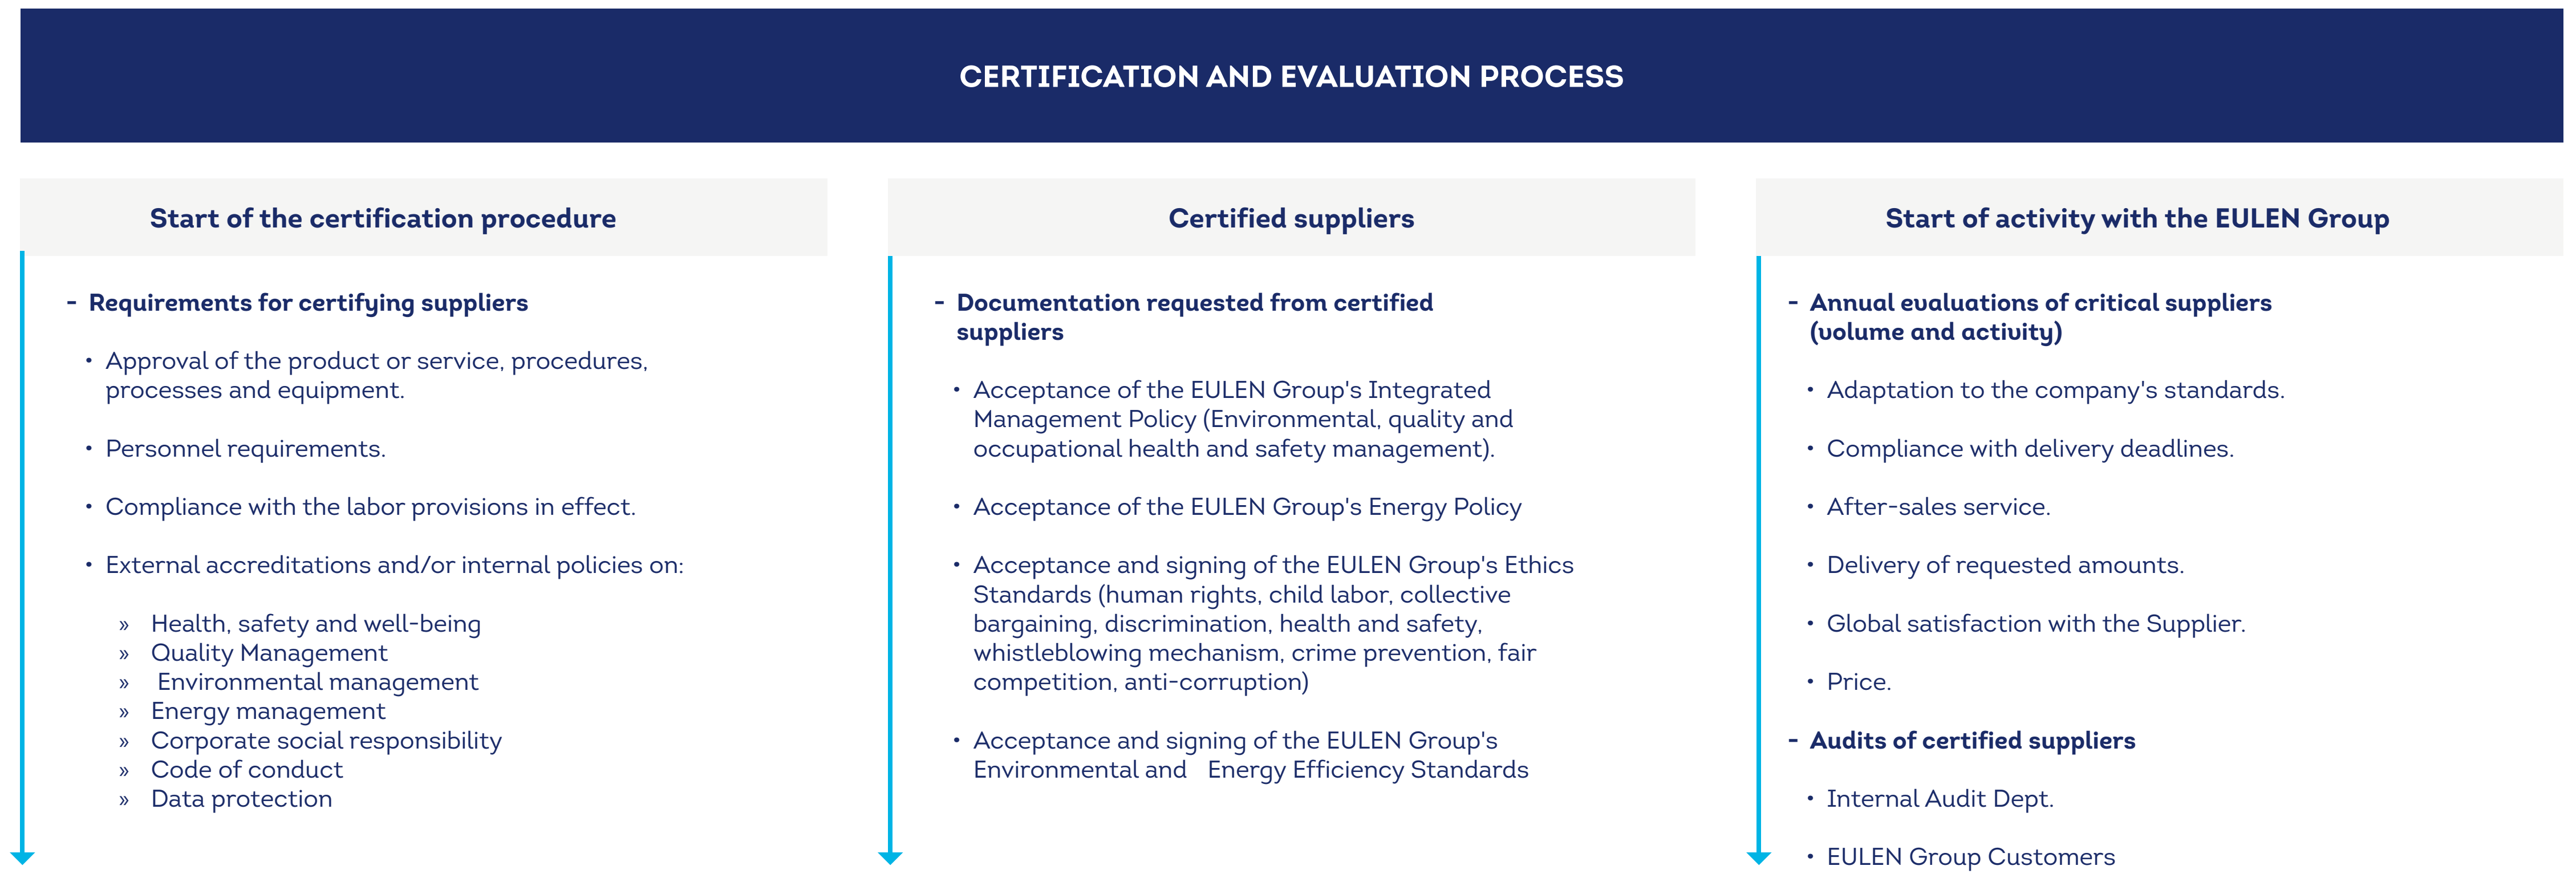 CERTIFICATION AND EVALUATION PROCESS
Start of the certification procedure
- Requirements for certifying suppliers
• Approval of the product or service, procedures,
processes and equipment.
• Personnel requirements.
• Compliance with the labor provisions in effect.
• External accreditations and/or internal policies on:
» Health, safety and well-being
» Quality Management
» Environmental management
» Energy management
» Corporate social responsibility
» Code of conduct
» Data protection
Certified suppliers
- Documentation requested from certified
suppliers
• Acceptance of the EULEN Group's Integrated
Management Policy (Environmental, quality and
occupational health and safety management).
• Acceptance of the EULEN Group's Energy Policy
• Acceptance and signing of the EULEN Group's Ethics
Standards (human rights, child labor, collective
bargaining, discrimination, health and safety,
whistleblowing mechanism, crime prevention, fair
competition, anti-corruption)
• Acceptance and signing of the EULEN Group's
Environmental and Energy Efficiency Standards
Start of activity with the EULEN Group
- Annual evaluations of critical suppliers
(volume and activity)
• Adaptation to the company's standards.
• Compliance with delivery deadlines.
• After-sales service.
• Delivery of requested amounts.
• Global satisfaction with the Supplier.
• Price.
- Audits of certified suppliers
• Internal Audit Dept.
• EULEN Group Customers